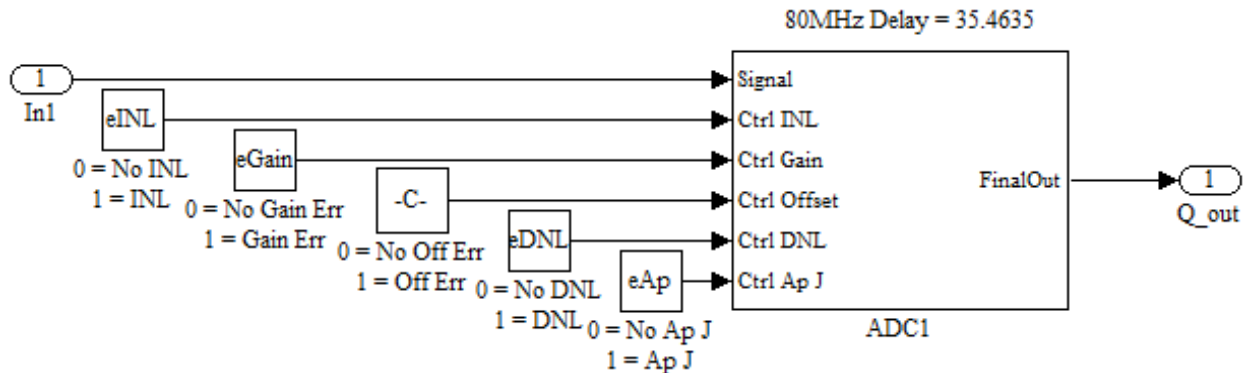 80MHz Delay = 35.4635
1
In1
Signal
eINL
0 = No INL
1 = INL
Ctrl INL
eGain
0 = No Gain Err
1 = Gain Err
Ctrl Gain
-C-
0 = No Off Err
1 = Off Err
Ctrl Offset
eDNL
0 = No DNL
1 = DNL
Ctrl DNL
eAp
0 = No Ap J
1 = Ap J
Ctrl Ap J
FinalOut
ADC1
1
Q_out